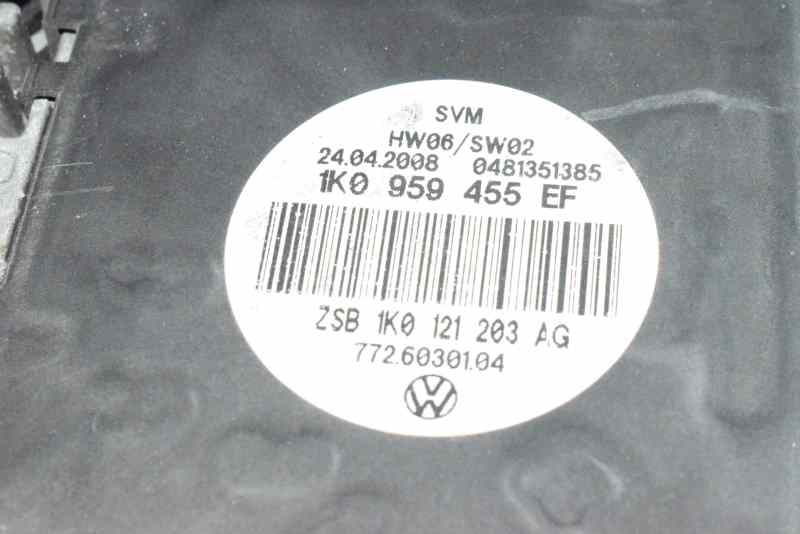 SVM
HW06/SW02
24.04.2008 0481351385
1K0 959 455 EF
ZSB 1K0 121 203 AG
772.60301.04
VW